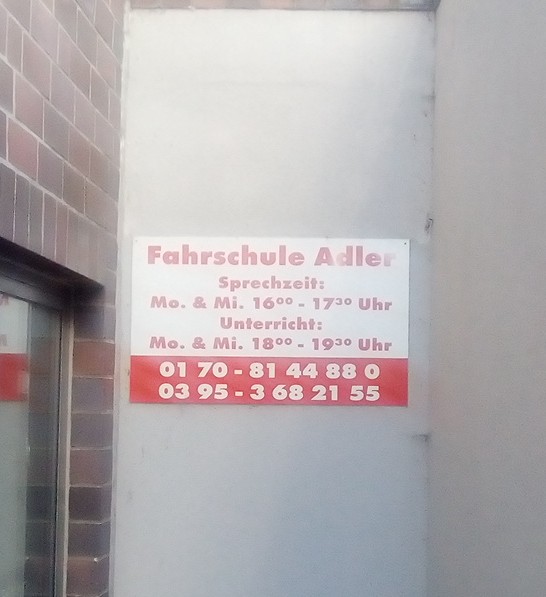 Fahrschule Adler
Sprechzeit:
Mo. & Mi. 16⁰⁰ - 17³⁰ Uhr
Unterricht:
Mo. & Mi. 18⁰⁰ - 19³⁰ Uhr
01 70 - 81 44 88 0
03 95 - 3 68 21 55